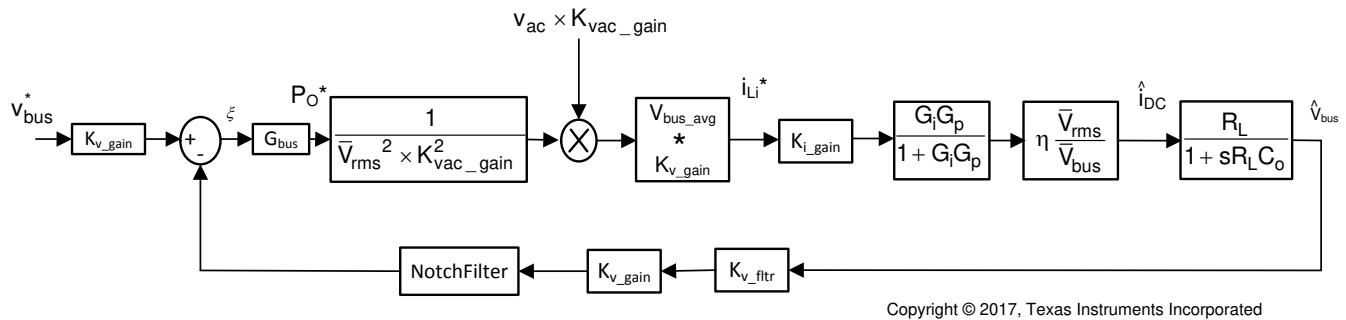 v_ac × K_vac_gain
v*_bus
K_v_gain
+
-
ξ
G_bus
P_O*
1
V̄_rms² × K²_vac_gain
×
i_Li*
V_bus_avg
*
K_v_gain
K_i_gain
G_iG_p
1 + G_iG_p
η V̄_rms
V̄_bus
î_DC
R_L
1 + sR_LC_o
v̂_bus
NotchFilter
K_v_gain
K_v_fltr
Copyright © 2017, Texas Instruments Incorporated